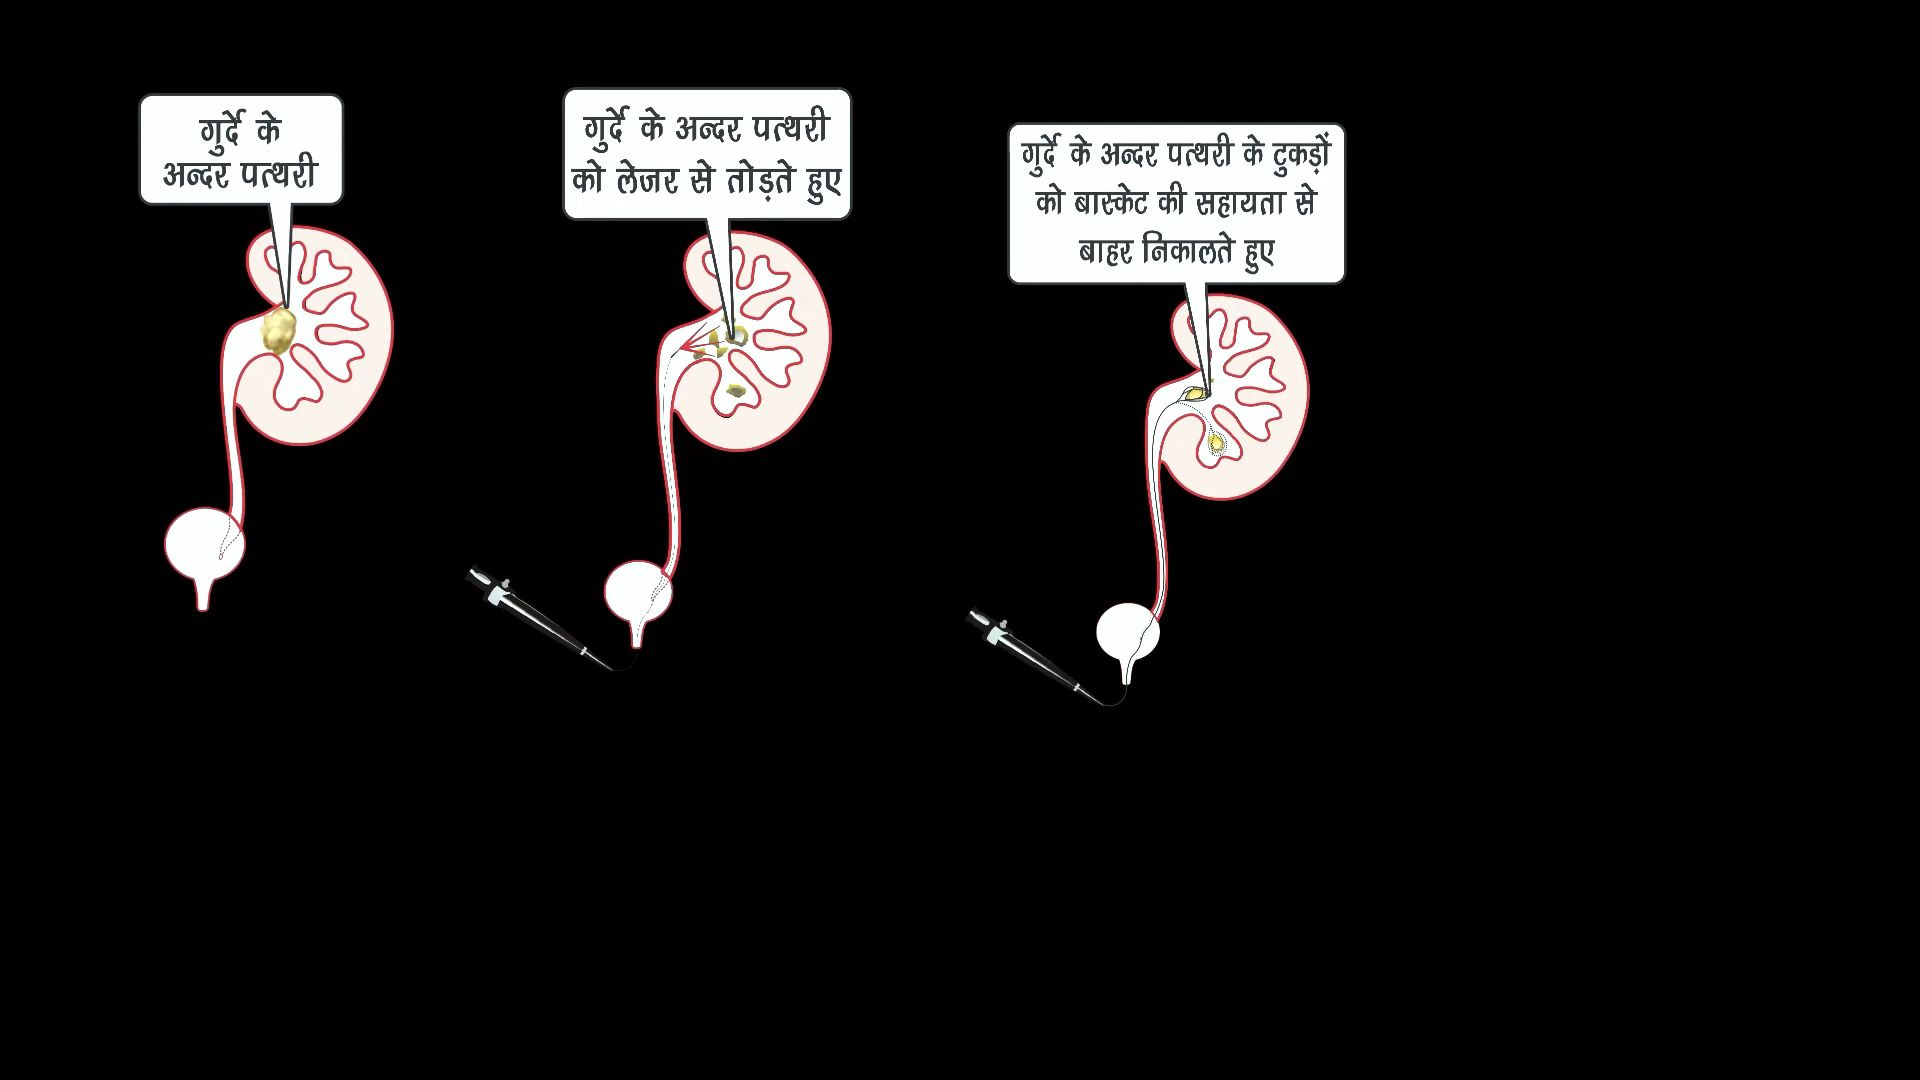 गुर्दे के
अन्दर पत्थरी
गुर्दे के अन्दर पत्थरी
को लेजर से तोड़ते हुए
गुर्दे के अन्दर पत्थरी के टुकड़ों
को बास्केट की सहायता से
बाहर निकालते हुए